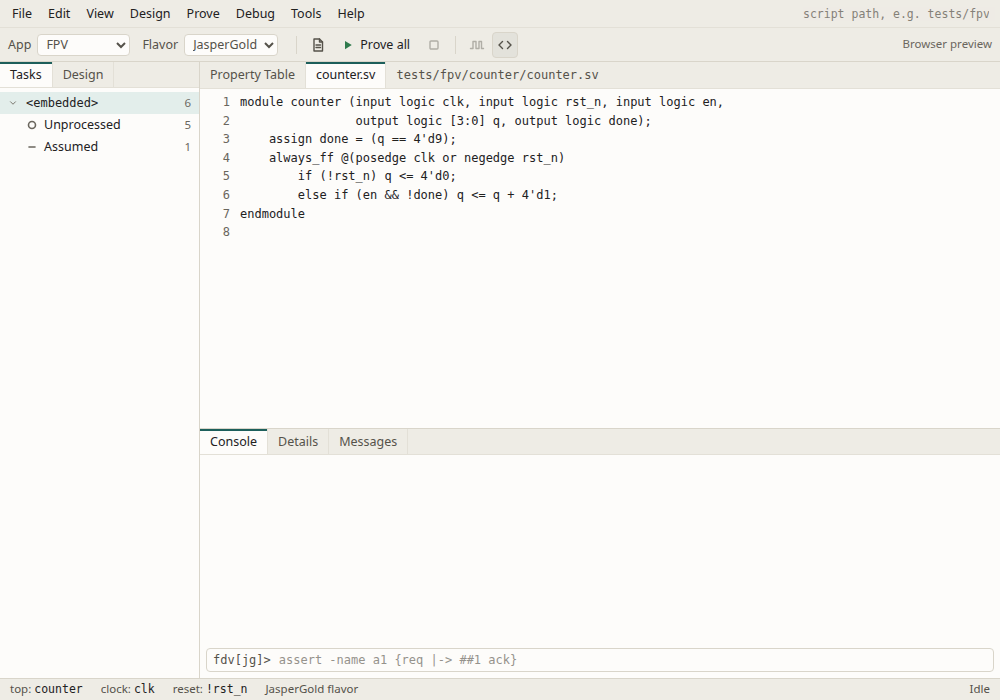 File Edit View Design Prove Debug Tools Help script path, e.g. tests/fpv
App FPV Flavor JasperGold Prove all Browser preview
Tasks Design
<embedded> 6
Unprocessed 5
Assumed 1
Property Table counter.sv tests/fpv/counter/counter.sv
1 module counter (input logic clk, input logic rst_n, input logic en,
2                 output logic [3:0] q, output logic done);
3     assign done = (q == 4'd9);
4     always_ff @(posedge clk or negedge rst_n)
5         if (!rst_n) q <= 4'd0;
6         else if (en && !done) q <= q + 4'd1;
7 endmodule
8
Console Details Messages
fdv[jg]> assert -name a1 {req |-> ##1 ack}
top: counter clock: clk reset: !rst_n JasperGold flavor Idle